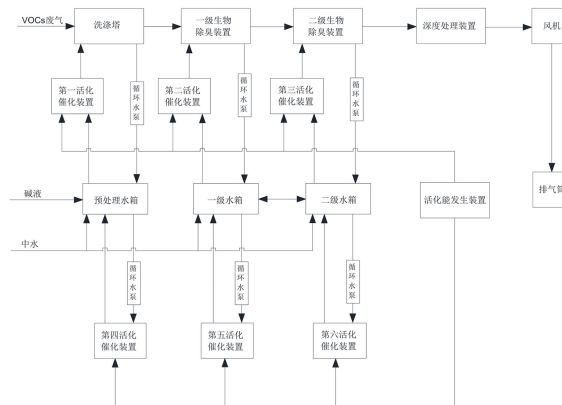 VOCs废气
洗涤塔
一级生物
除臭装置
二级生物
除臭装置
深度处理装置
风机
第一活化
催化装置
循
环
水
泵
第二活化
催化装置
循
环
水
泵
第三活化
催化装置
循
环
水
泵
碱液
预处理水箱
一级水箱
二级水箱
活化能发生装置
排气筒
中水
循
环
水
泵
循
环
水
泵
循
环
水
泵
第四活化
催化装置
第五活化
催化装置
第六活化
催化装置